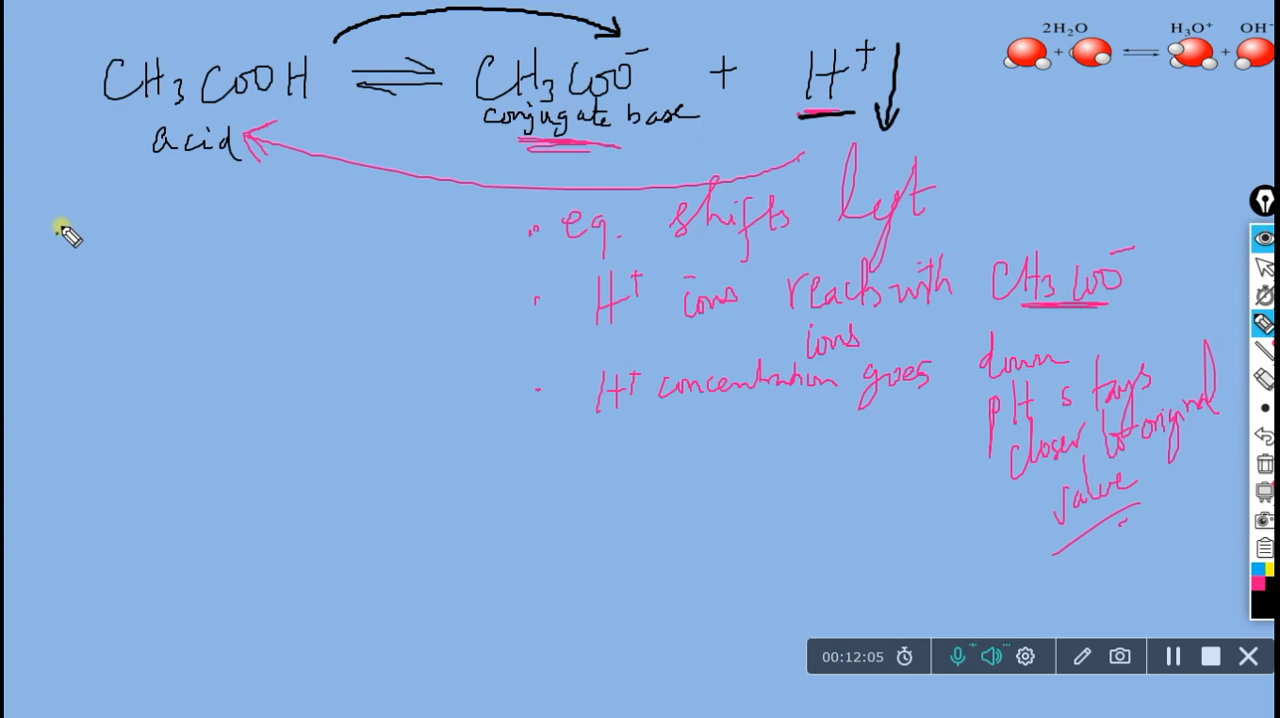 CH3COOH ⇌ CH3COO⁻ + H⁺ ↓
acid
conjugate base
2H₂O H₃O⁺ OH⁻
+ ⇌ +
• eq. shifts left
• H⁺ ions reacts with CH3COO⁻
ions
• H⁺ concentration goes down
pH stays
closer to original
value
00:12:05